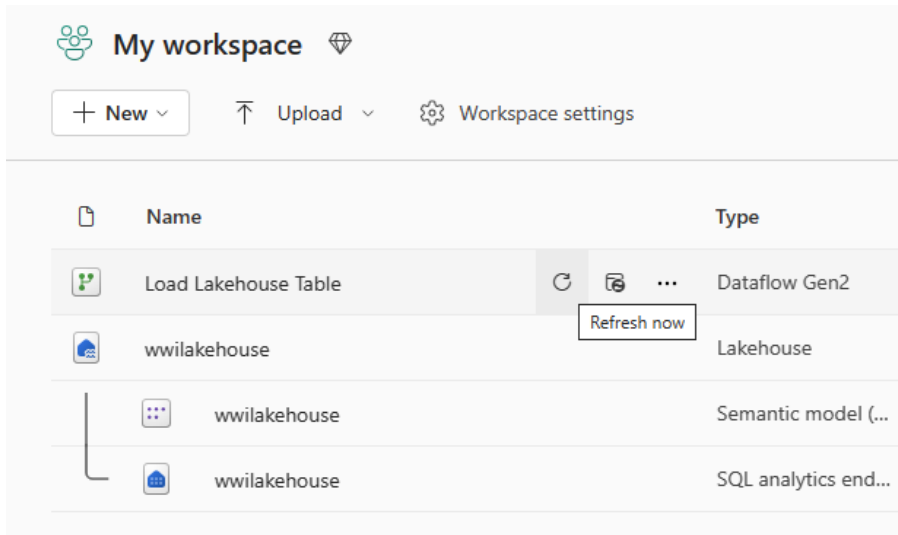 My workspace
New Upload Workspace settings
Name Type
Load Lakehouse Table ... Dataflow Gen2
Refresh now
wwilakehouse Lakehouse
wwilakehouse Semantic model (...
wwilakehouse SQL analytics end...